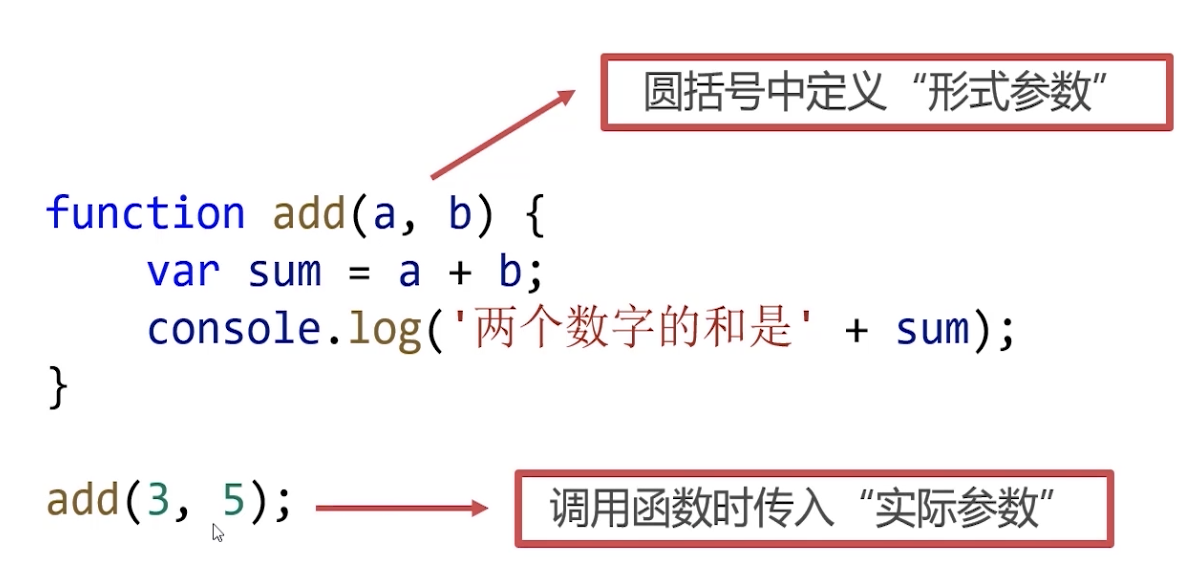 圆括号中定义“形式参数”
function add(a, b) {
    var sum = a + b;
    console.log('两个数字的和是' + sum);
}
add(3, 5);
调用函数时传入“实际参数”